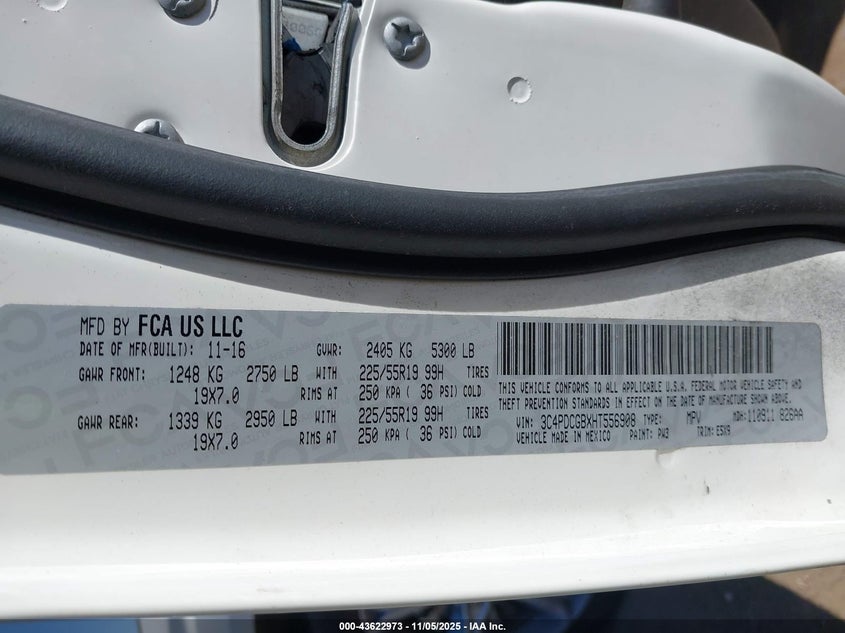 MFD BY FCA US LLC
DATE OF MFR(BUILT): 11-16 GVWR: 2405 KG 5300 LB
GAWR FRONT: 1248 KG 2750 LB WITH 225/55R19 99H TIRES
19X7.0 RIMS AT 250 KPA ( 36 PSI) COLD
GAWR REAR: 1339 KG 2950 LB WITH 225/55R19 99H TIRES
19X7.0 RIMS AT 250 KPA ( 36 PSI) COLD
THIS VEHICLE CONFORMS TO ALL APPLICABLE U.S.A. FEDERAL MOTOR VEHICLE SAFETY AND
THEFT PREVENTION STANDARDS IN EFFECT ON THE DATE OF MANUFACTURE SHOWN ABOVE.
VIN: 3C4PDCGBXHT556908 TYPE: MPV MDH: 110911 826AA
VEHICLE MADE IN MEXICO PAINT: PW3 TRIM: E5X9
000-43622973 - 11/05/2025 - IAA Inc.